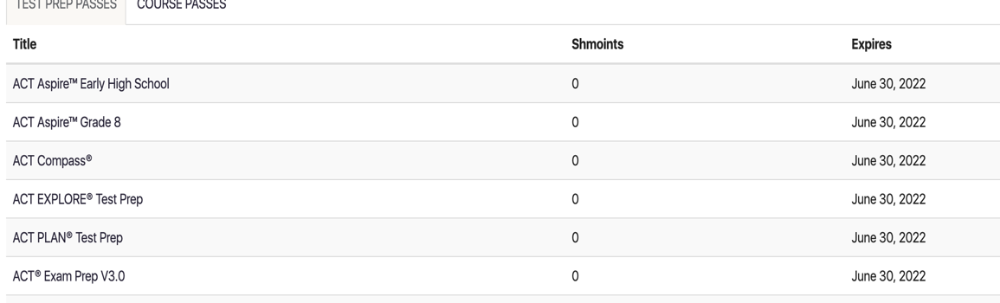 TEST PREP PASSES COURSE PASSES
Title Shmoints Expires
ACT Aspire™ Early High School 0 June 30, 2022
ACT Aspire™ Grade 8 0 June 30, 2022
ACT Compass® 0 June 30, 2022
ACT EXPLORE® Test Prep 0 June 30, 2022
ACT PLAN® Test Prep 0 June 30, 2022
ACT® Exam Prep V3.0 0 June 30, 2022